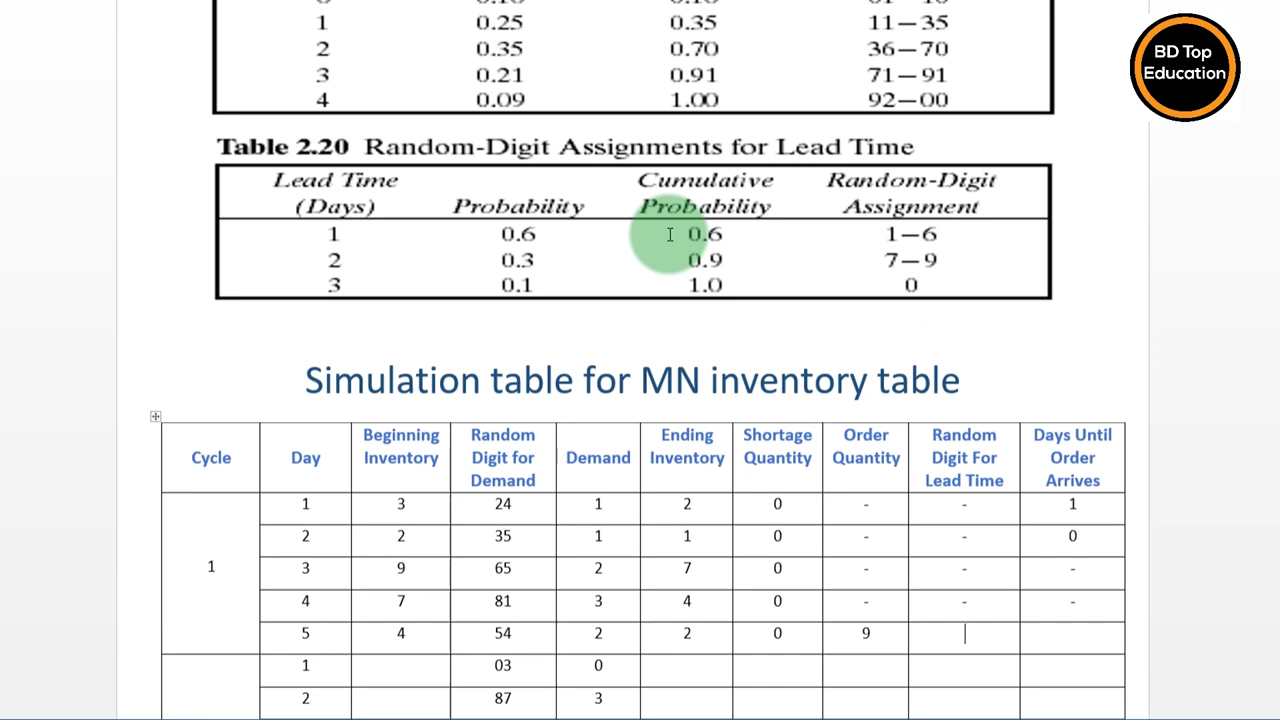 BD Top
Education
1 0.25 0.35 11—35
2 0.35 0.70 36—70
3 0.21 0.91 71—91
4 0.09 1.00 92—00
Table 2.20 Random-Digit Assignments for Lead Time
Lead Time Cumulative Random-Digit
(Days) Probability Probability Assignment
1 0.6 0.6 1—6
2 0.3 0.9 7—9
3 0.1 1.0 0
Simulation table for MN inventory table
Cycle Day Beginning Inventory Random Digit for Demand Demand Ending Inventory Shortage Quantity Order Quantity Random Digit For Lead Time Days Until Order Arrives
1 3 24 1 2 0 - - 1
2 2 35 1 1 0 - - 0
1 3 9 65 2 7 0 - - -
4 7 81 3 4 0 - - -
5 4 54 2 2 0 9
1 03 0
2 87 3